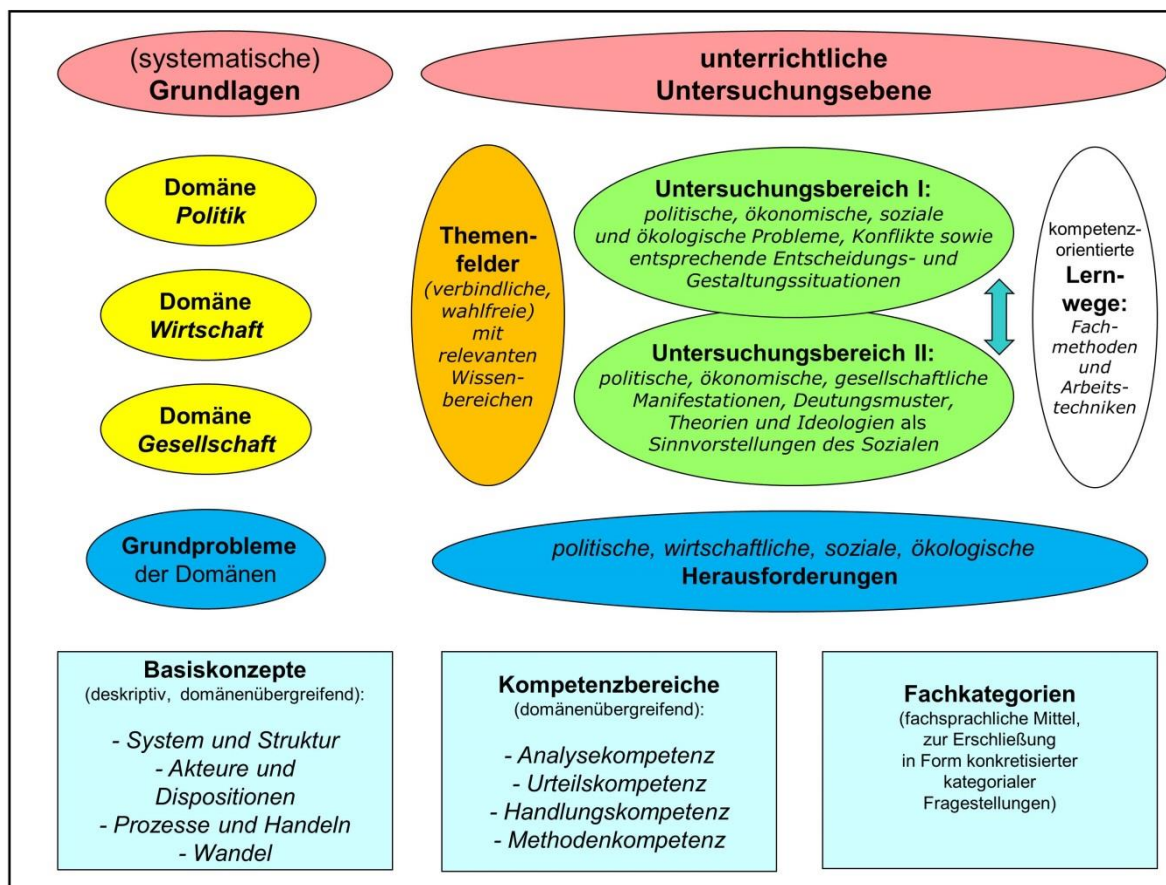 (systematische)
Grundlagen
unterrichtliche
Untersuchungsebene
Domäne
Politik
Domäne
Wirtschaft
Domäne
Gesellschaft
Themen-
felder
(verbindliche,
wahlfreie)
mit
relevanten
Wissen-
bereichen
Untersuchungsbereich I:
politische, ökonomische, soziale
und ökologische Probleme, Konflikte sowie
entsprechende Entscheidungs- und
Gestaltungssituationen
Untersuchungsbereich II:
politische, ökonomische, gesellschaftliche
Manifestationen, Deutungsmuster,
Theorien und Ideologien als
Sinnvorstellungen des Sozialen
kompetenz-
orientierte
Lern-
wege:
Fach-
methoden
und
Arbeits-
techniken
Grundprobleme
der Domänen
politische, wirtschaftliche, soziale, ökologische
Herausforderungen
Basiskonzepte
(deskriptiv, domänenübergreifend):
- System und Struktur
- Akteure und
Dispositionen
- Prozesse und Handeln
- Wandel
Kompetenzbereiche
(domänenübergreifend):
- Analysekompetenz
- Urteilskompetenz
- Handlungskompetenz
- Methodenkompetenz
Fachkategorien
(fachsprachliche Mittel,
zur Erschließung
in Form konkretisierter
kategorialer
Fragestellungen)